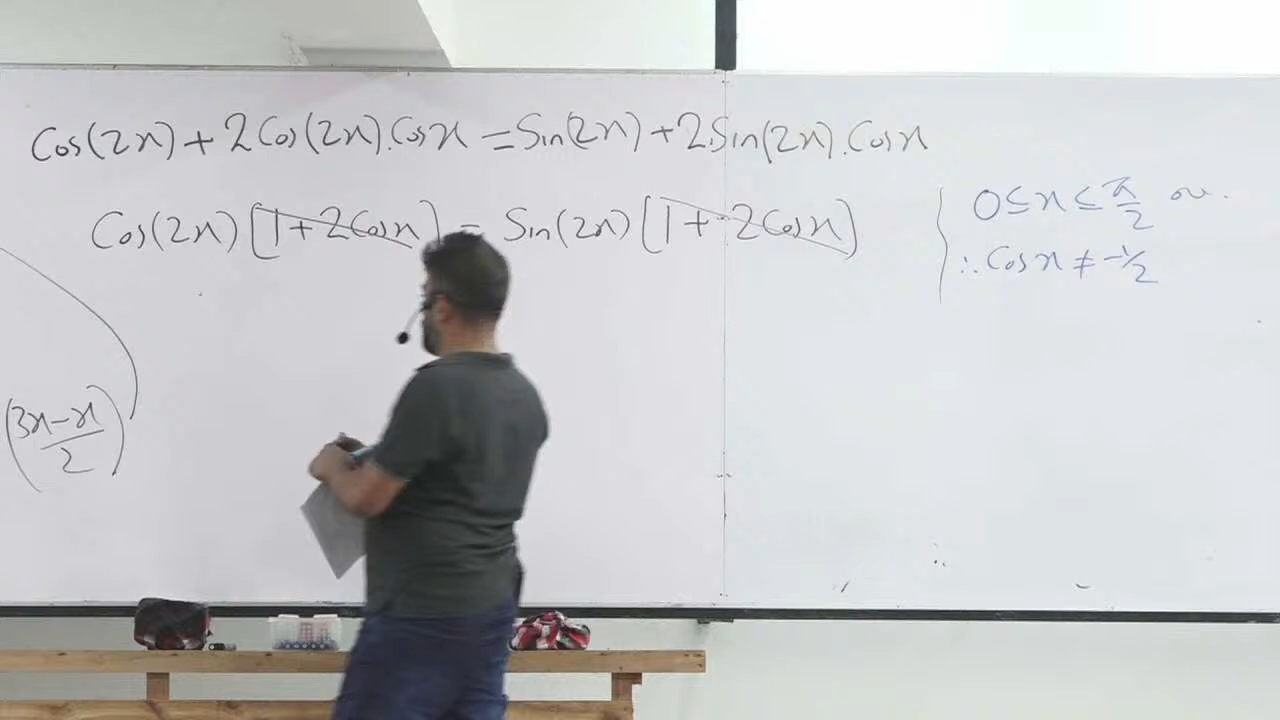 Cos(2x) + 2Cos(2x).Cosx = Sin(2x) + 2Sin(2x).Cosx
Cos(2x)[1+2Cosx] = Sin(2x)[1+2Cosx]
0≤x≤π/2
∴ Cosx ≠ -1/2
(3x-x/2)